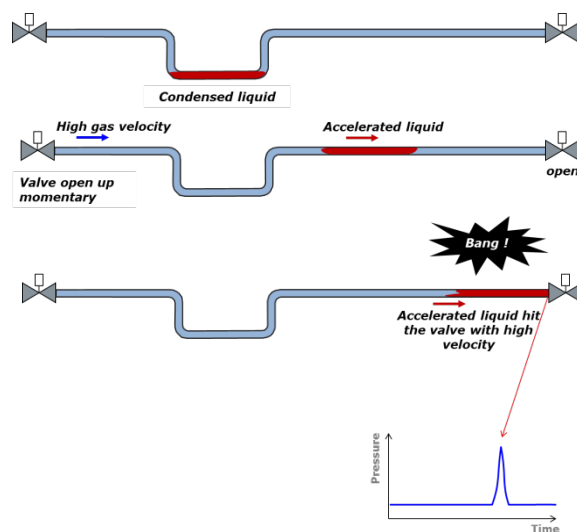 Condensed liquid
High gas velocity
Accelerated liquid
Valve open up
momentary
open
Bang !
Accelerated liquid hit
the valve with high
velocity
Pressure
Time